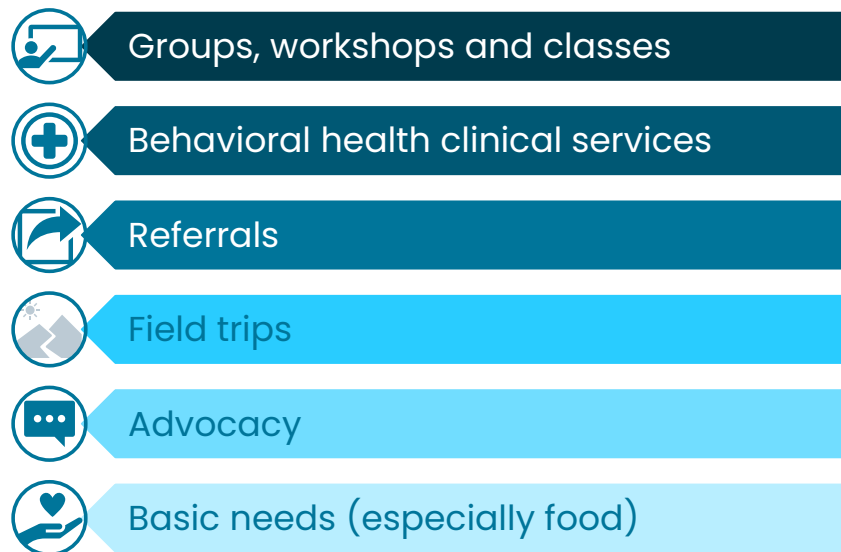 Groups, workshops and classes
Behavioral health clinical services
Referrals
Field trips
Advocacy
Basic needs (especially food)